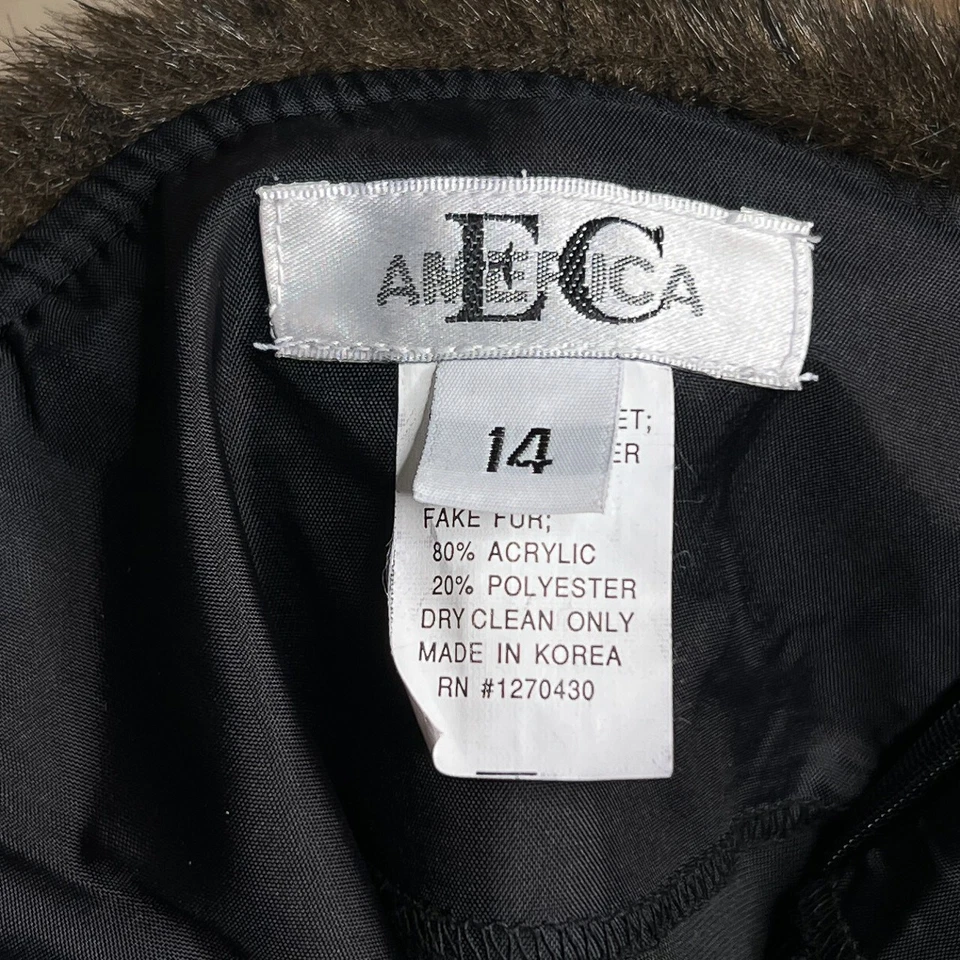 EC
AMERICA
14
FAKE FUR;
80% ACRYLIC
20% POLYESTER
DRY CLEAN ONLY
MADE IN KOREA
RN #1270430